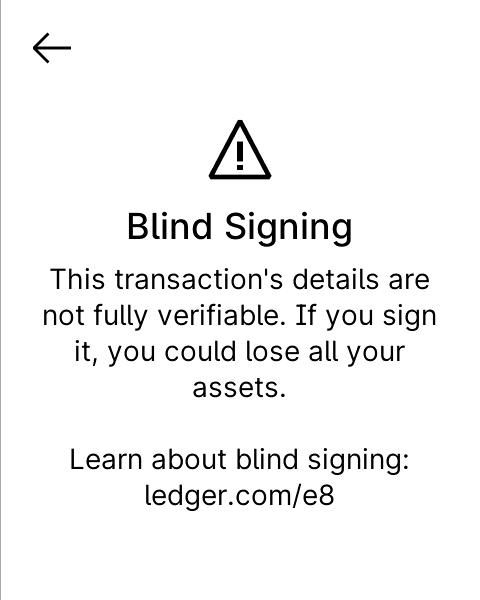 Blind Signing
This transaction's details are
not fully verifiable. If you sign
it, you could lose all your
assets.
Learn about blind signing:
ledger.com/e8